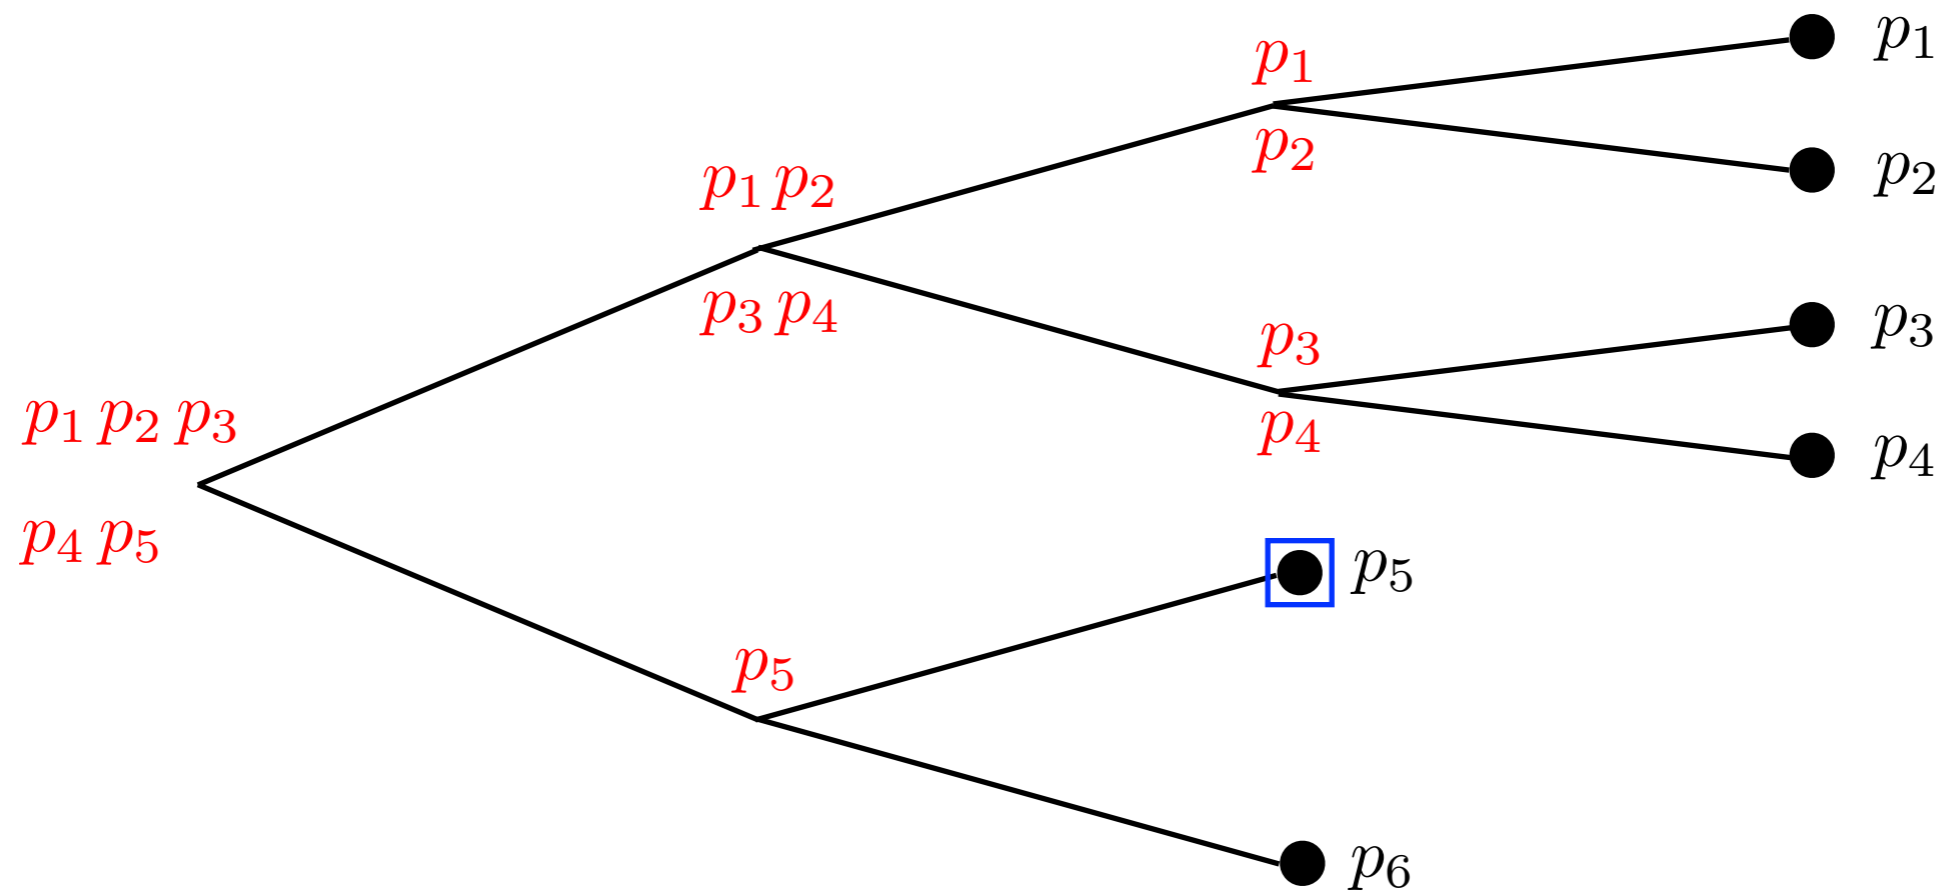 p₁
p₁
p₂
p₂
p₁ p₂
p₃ p₄
p₃
p₃
p₄
p₄
p₁ p₂ p₃
p₄ p₅
p₅
p₅
p₆